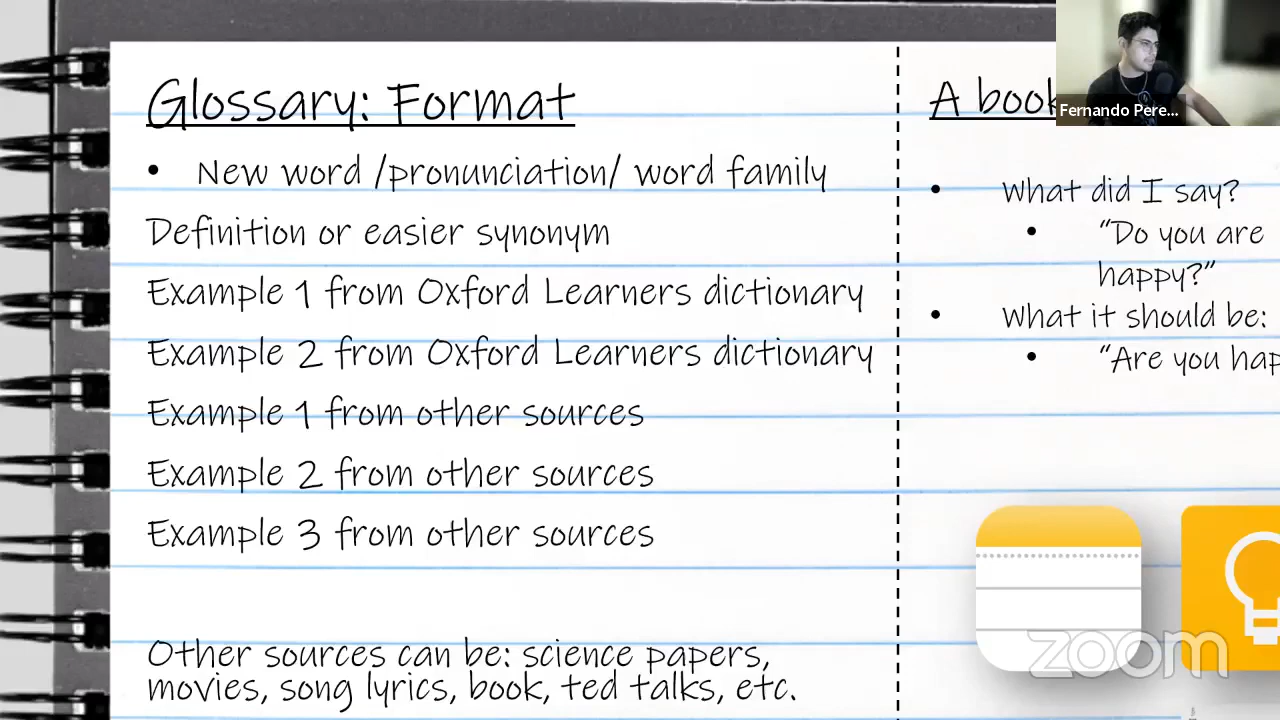 Glossary: Format
• New word /pronunciation/ word family
Definition or easier synonym
Example 1 from Oxford Learners dictionary
Example 2 from Oxford Learners dictionary
Example 1 from other sources
Example 2 from other sources
Example 3 from other sources
Other sources can be: science papers,
movies, song lyrics, book, ted talks, etc.
A book
• What did I say?
• “Do you are
happy?”
• What it should be:
• “Are you hap
Fernando Pere...
zoom